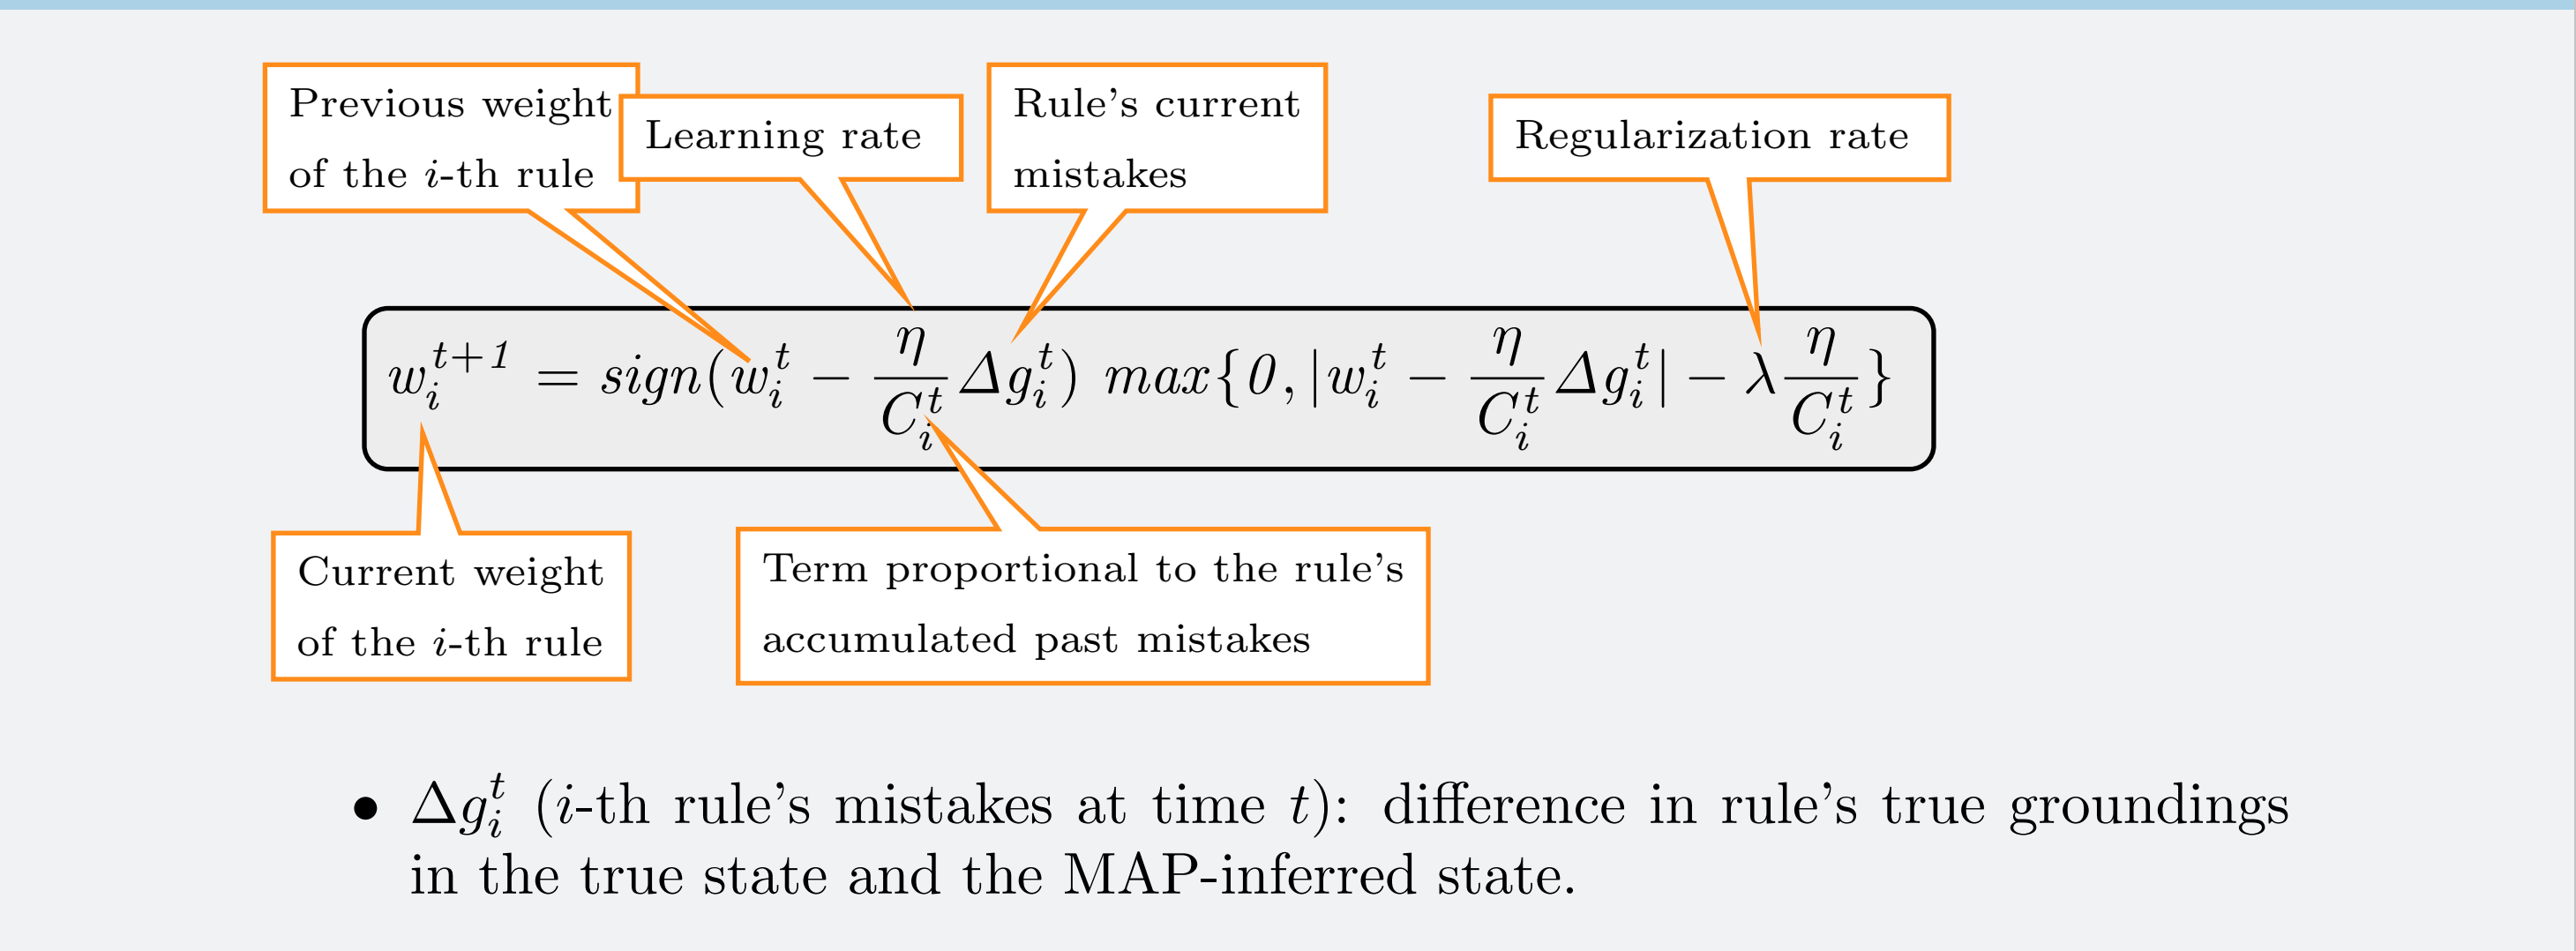 Previous weight
of the i-th rule
Learning rate
Rule's current
mistakes
Regularization rate
w_i^{t+1} = sign(w_i^t − \frac{η}{C_i^t} Δg_i^t) max{0, |w_i^t − \frac{η}{C_i^t} Δg_i^t| − λ\frac{η}{C_i^t}}
Current weight
of the i-th rule
Term proportional to the rule's
accumulated past mistakes
• Δg_i^t (i-th rule's mistakes at time t): difference in rule's true groundings
in the true state and the MAP-inferred state.